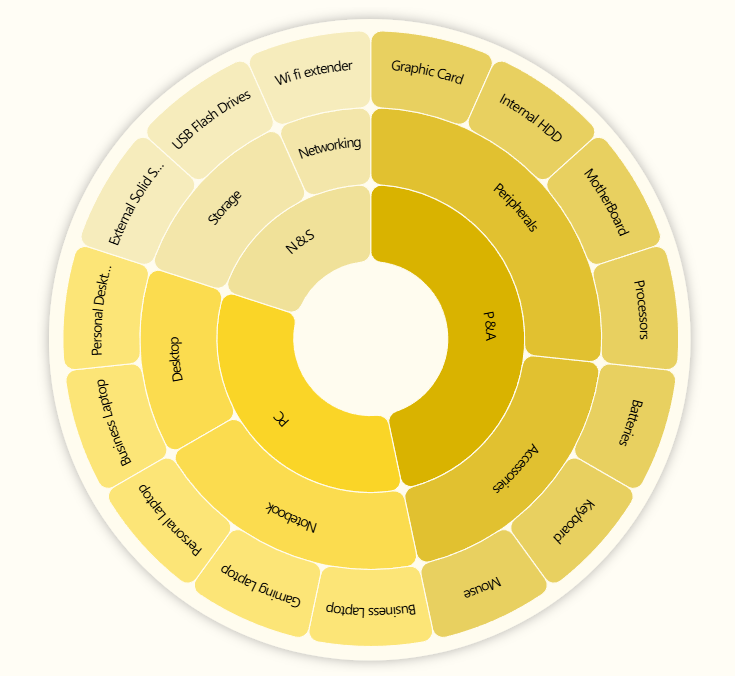 P&A
Peripherals
Graphic Card
Internal HDD
MotherBoard
Processors
Accessories
Batteries
Keyboard
Mouse
PC
Notebook
Business Laptop
Gaming Laptop
Personal Laptop
Desktop
Business Laptop
Personal Deskt...
N&S
Storage
External Solid S...
USB Flash Drives
Networking
Wi fi extender